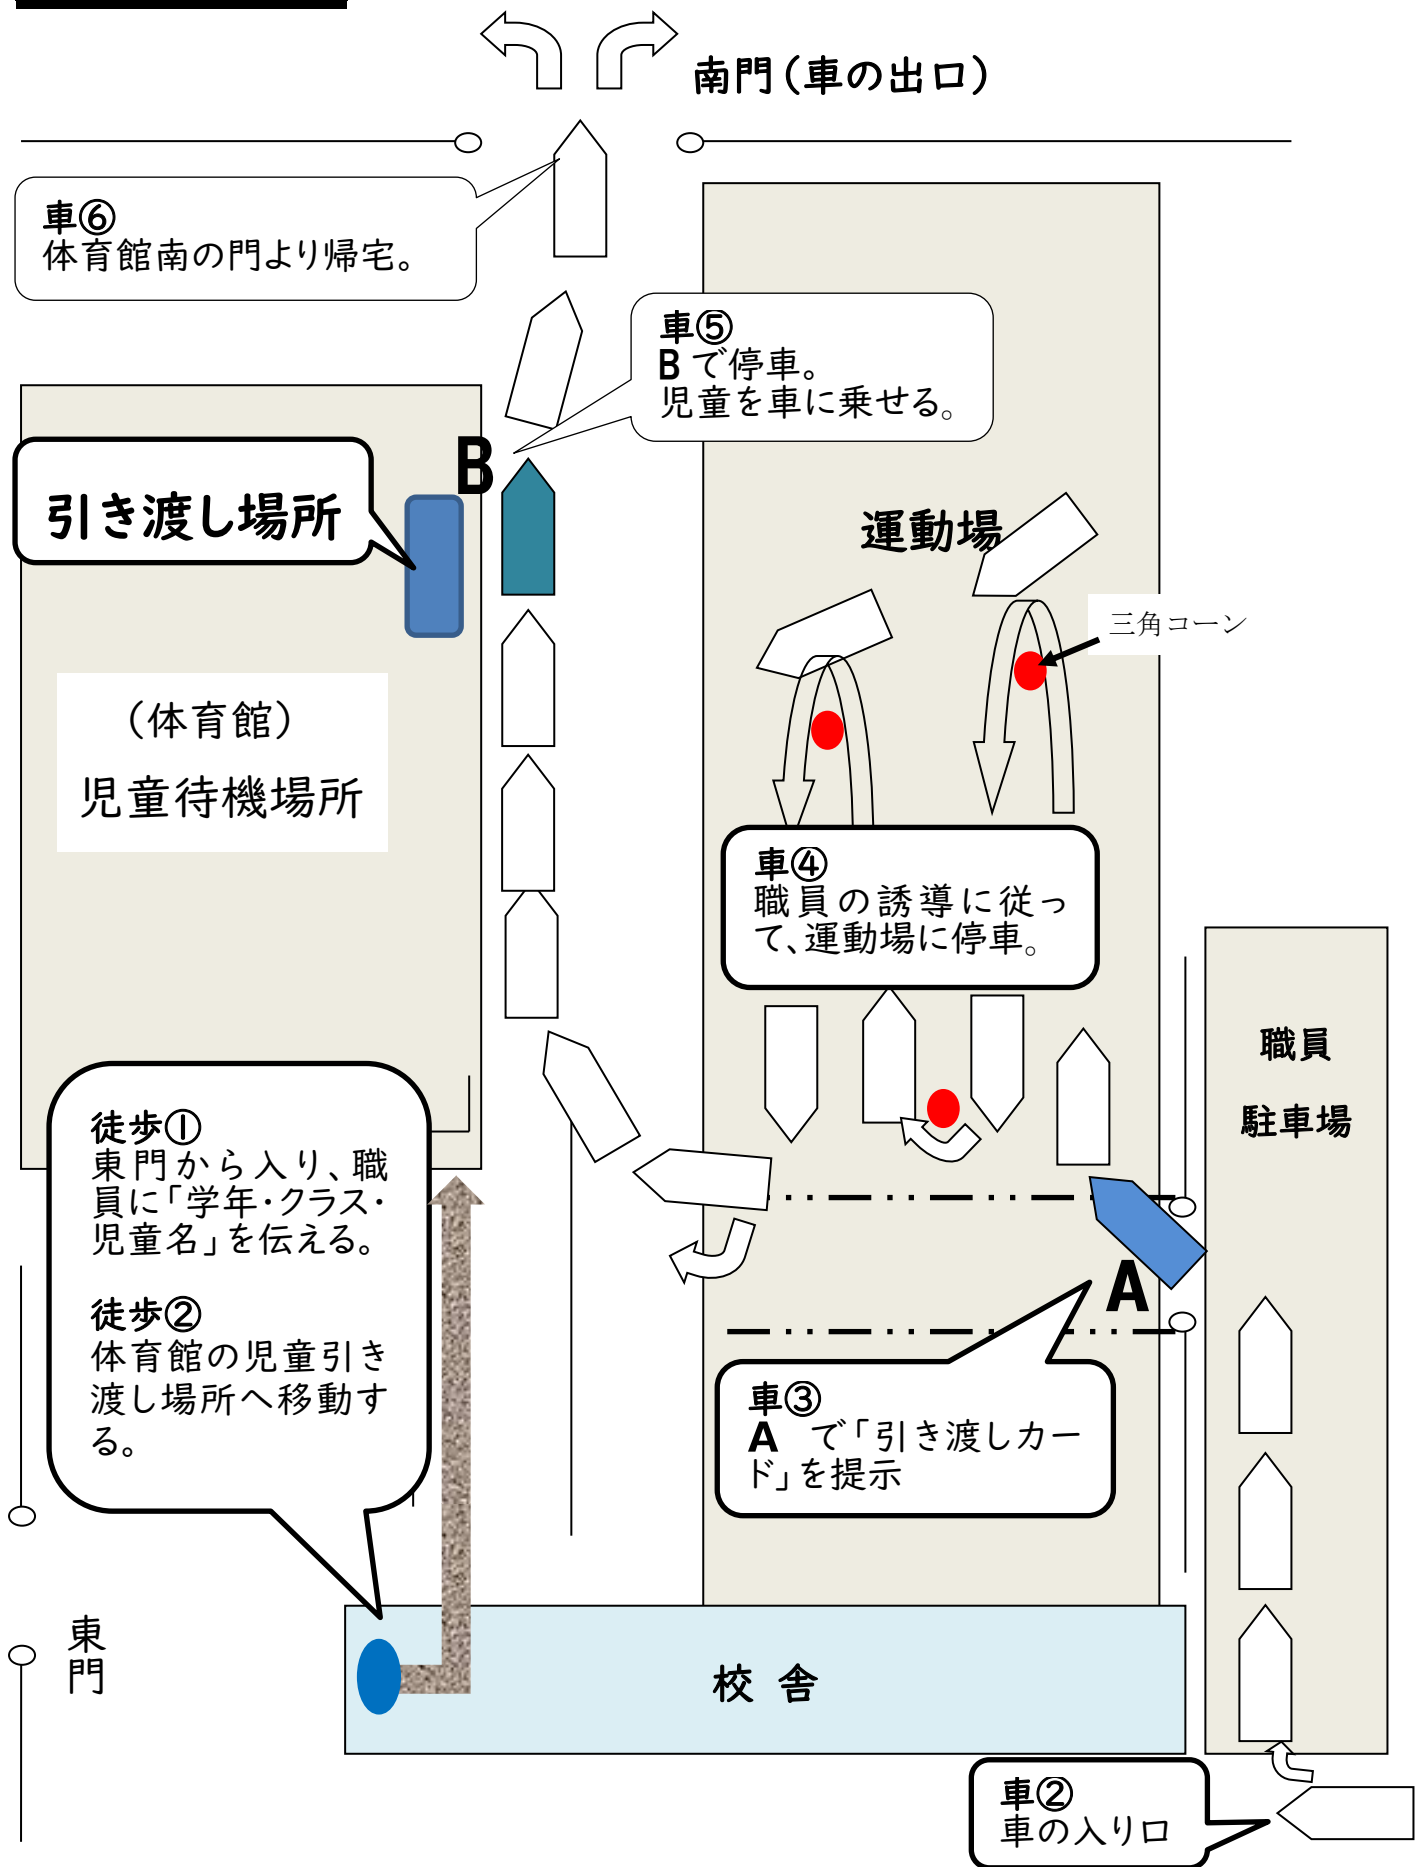 南門（車の出口）
車⑥
体育館南の門より帰宅。
車⑤
Bで停車。
児童を車に乗せる。
B
引き渡し場所
運動場
三角コーン
（体育館）
児童待機場所
車④
職員の誘導に従っ
て、運動場に停車。
職員
駐車場
徒歩①
東門から入り、職
員に「学年・クラス・
児童名」を伝える。
徒歩②
体育館の児童引き
渡し場所へ移動す
る。
A
車③
A　で「引き渡しカー
ド」を提示
東
門
校 舎
車②
車の入り口